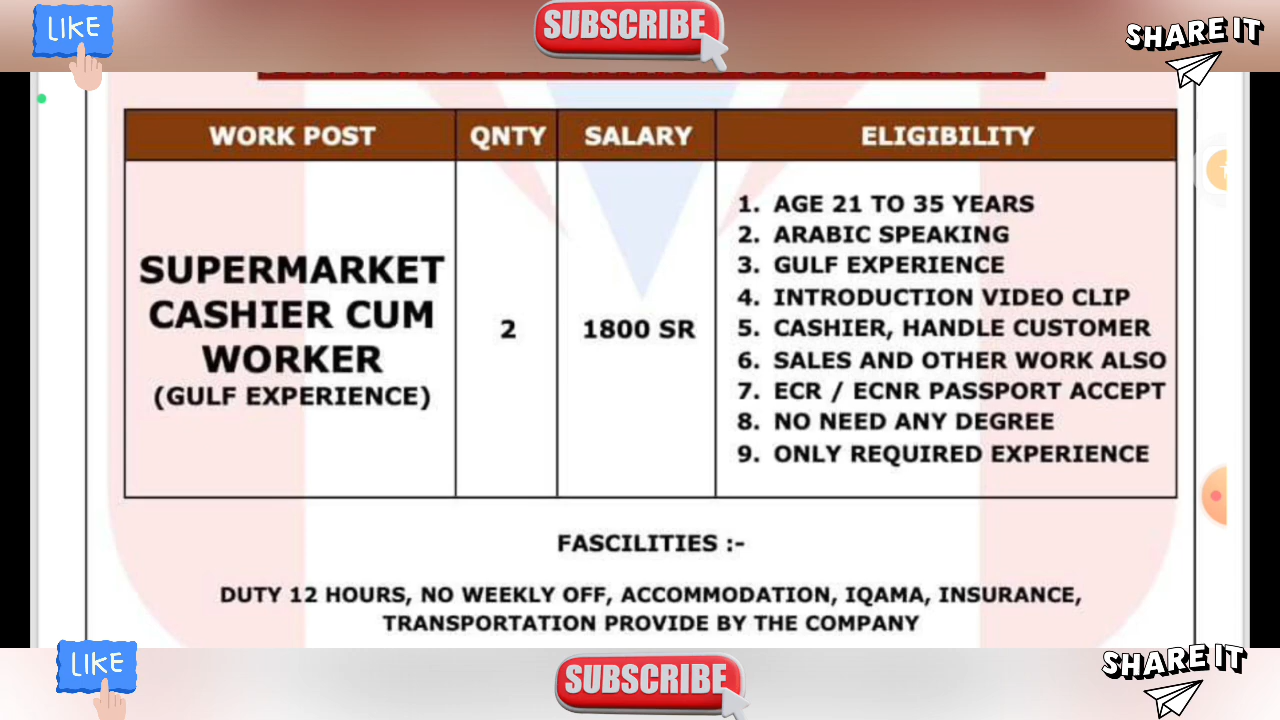 LIKE
SUBSCRIBE
SHARE IT
WORK POST
QNTY
SALARY
ELIGIBILITY
SUPERMARKET
CASHIER CUM
WORKER
(GULF EXPERIENCE)
2
1800 SR
1. AGE 21 TO 35 YEARS
2. ARABIC SPEAKING
3. GULF EXPERIENCE
4. INTRODUCTION VIDEO CLIP
5. CASHIER, HANDLE CUSTOMER
6. SALES AND OTHER WORK ALSO
7. ECR / ECNR PASSPORT ACCEPT
8. NO NEED ANY DEGREE
9. ONLY REQUIRED EXPERIENCE
FASCILITIES :-
DUTY 12 HOURS, NO WEEKLY OFF, ACCOMMODATION, IQAMA, INSURANCE,
TRANSPORTATION PROVIDE BY THE COMPANY
LIKE
SUBSCRIBE
SHARE IT